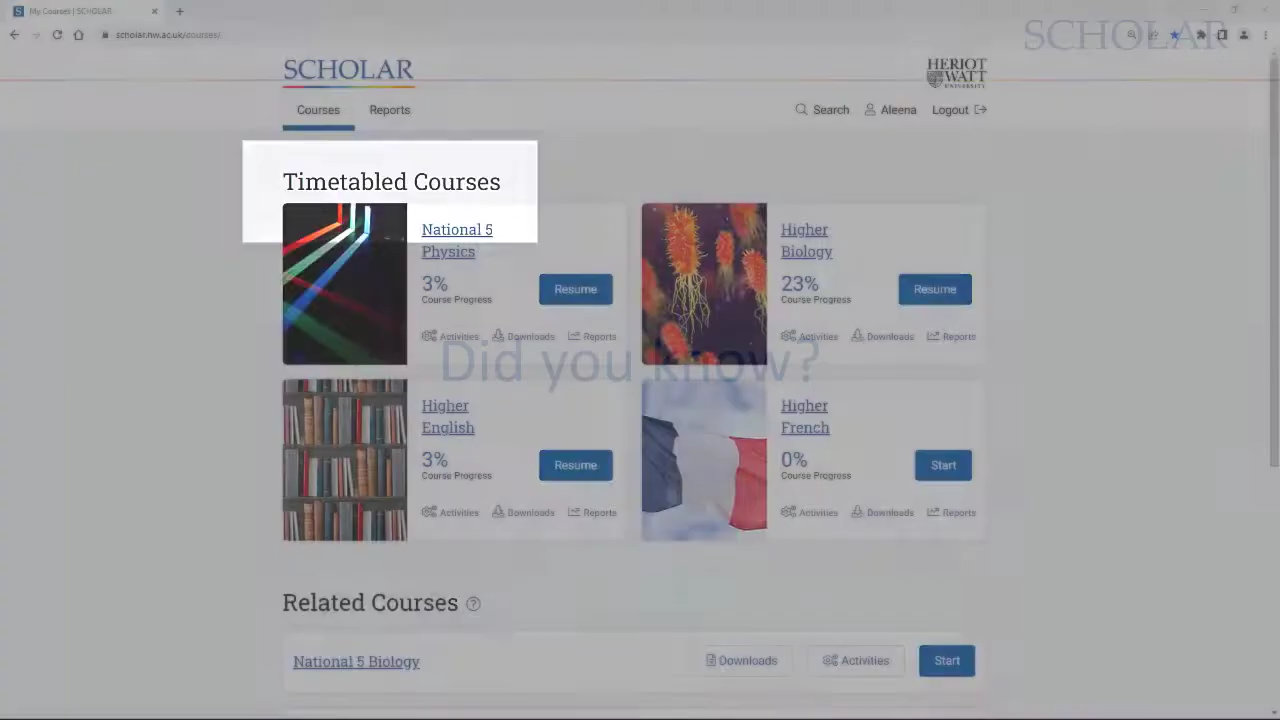 My Courses | SCHOLAR
scholar.hw.ac.uk/courses/
SCHOLAR
SCHOLAR
HERIOT
WATT
UNIVERSITY
Courses Reports Search Aleena Logout
Timetabled Courses
National 5
Physics
3%
Course Progress
Resume
Activities Downloads Reports
Higher
Biology
23%
Course Progress
Resume
Activities Downloads Reports
Did you know?
Higher
English
3%
Course Progress
Resume
Activities Downloads Reports
Higher
French
0%
Course Progress
Start
Activities Downloads Reports
Related Courses
National 5 Biology Downloads Activities Start